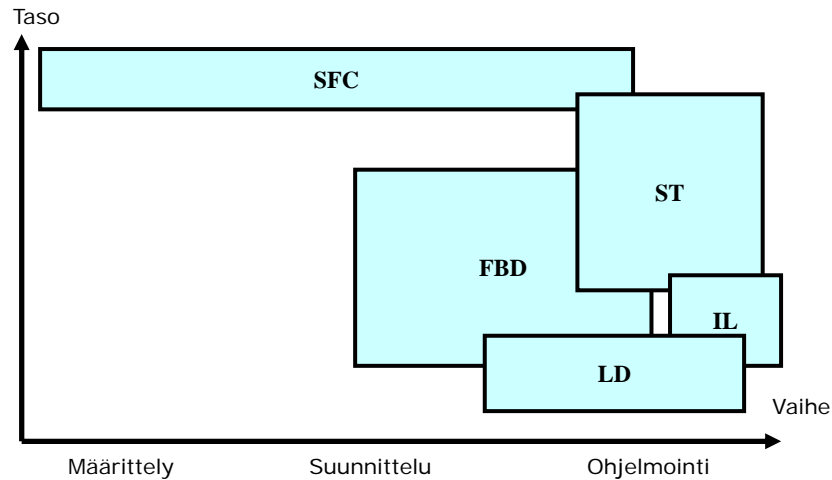 Taso
SFC
ST
FBD
IL
LD
Vaihe
Määrittely Suunnittelu Ohjelmointi